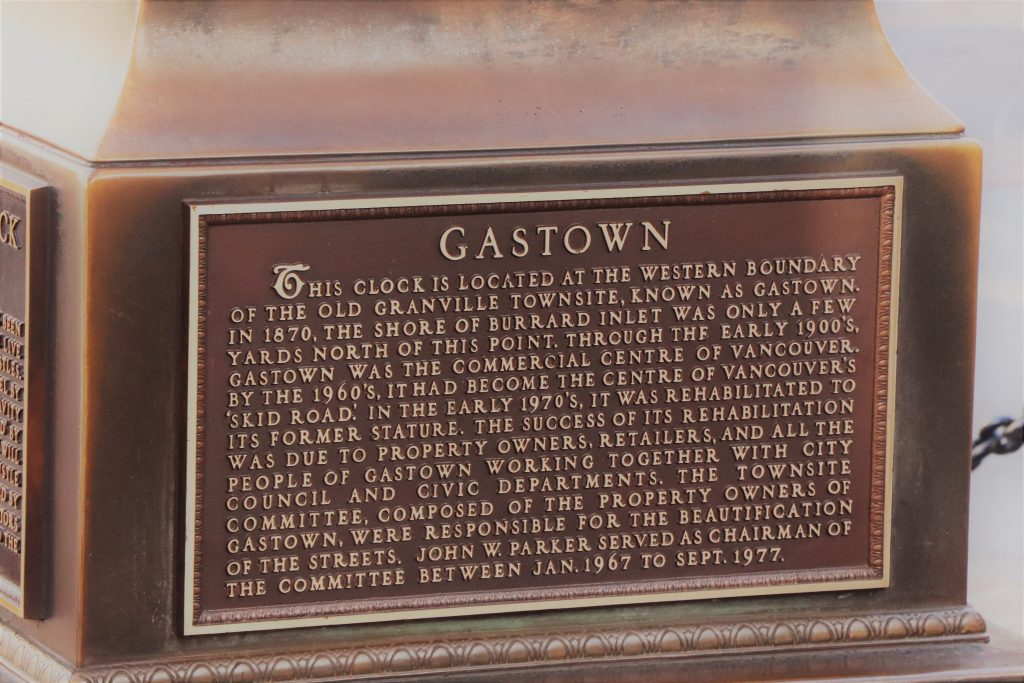 GASTOWN
THIS CLOCK IS LOCATED AT THE WESTERN BOUNDARY
OF THE OLD GRANVILLE TOWNSITE, KNOWN AS GASTOWN.
IN 1870, THE SHORE OF BURRARD INLET WAS ONLY A FEW
YARDS NORTH OF THIS POINT. THROUGH THE EARLY 1900'S,
GASTOWN WAS THE COMMERCIAL CENTRE OF VANCOUVER.
BY THE 1960'S, IT HAD BECOME THE CENTRE OF VANCOUVER'S
'SKID ROAD.' IN THE EARLY 1970'S, IT WAS REHABILITATED TO
ITS FORMER STATURE. THE SUCCESS OF ITS REHABILITATION
WAS DUE TO PROPERTY OWNERS, RETAILERS, AND ALL THE
PEOPLE OF GASTOWN WORKING TOGETHER WITH CITY
COUNCIL AND CIVIC DEPARTMENTS. THE TOWNSITE
COMMITTEE, COMPOSED OF THE PROPERTY OWNERS OF
GASTOWN, WERE RESPONSIBLE FOR THE BEAUTIFICATION
OF THE STREETS. JOHN W. PARKER SERVED AS CHAIRMAN OF
THE COMMITTEE BETWEEN JAN. 1967 TO SEPT. 1977.